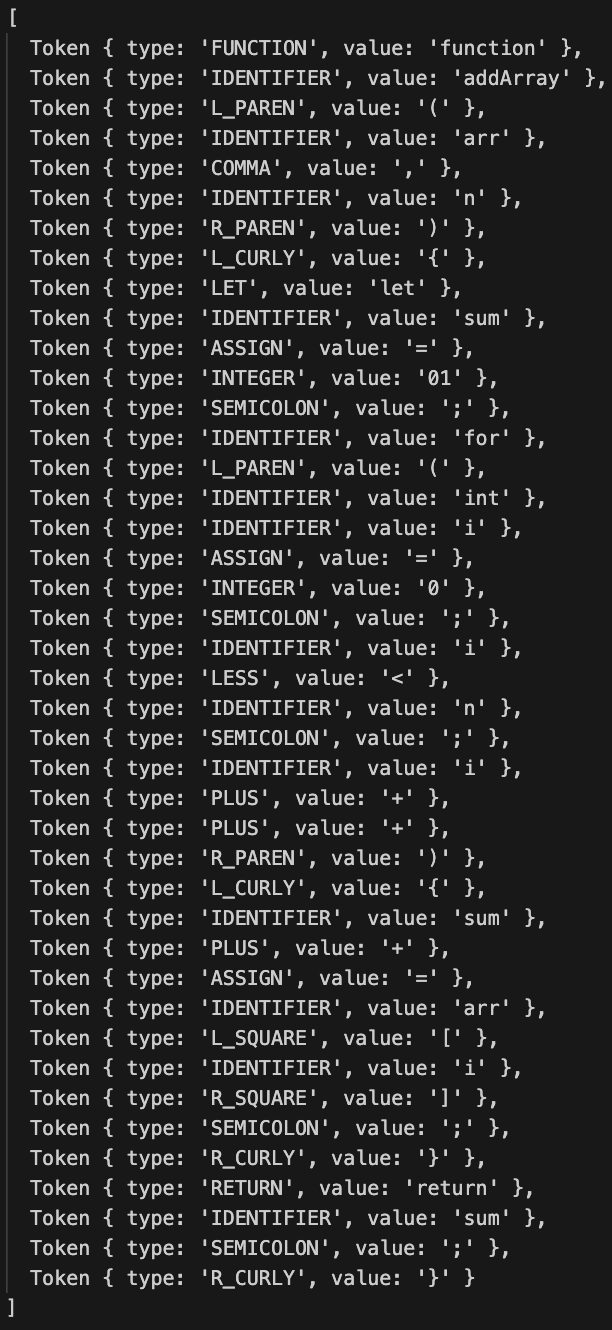 [
Token { type: 'FUNCTION', value: 'function' },
Token { type: 'IDENTIFIER', value: 'addArray' },
Token { type: 'L_PAREN', value: '(' },
Token { type: 'IDENTIFIER', value: 'arr' },
Token { type: 'COMMA', value: ',' },
Token { type: 'IDENTIFIER', value: 'n' },
Token { type: 'R_PAREN', value: ')' },
Token { type: 'L_CURLY', value: '{' },
Token { type: 'LET', value: 'let' },
Token { type: 'IDENTIFIER', value: 'sum' },
Token { type: 'ASSIGN', value: '=' },
Token { type: 'INTEGER', value: '01' },
Token { type: 'SEMICOLON', value: ';' },
Token { type: 'IDENTIFIER', value: 'for' },
Token { type: 'L_PAREN', value: '(' },
Token { type: 'IDENTIFIER', value: 'int' },
Token { type: 'IDENTIFIER', value: 'i' },
Token { type: 'ASSIGN', value: '=' },
Token { type: 'INTEGER', value: '0' },
Token { type: 'SEMICOLON', value: ';' },
Token { type: 'IDENTIFIER', value: 'i' },
Token { type: 'LESS', value: '<' },
Token { type: 'IDENTIFIER', value: 'n' },
Token { type: 'SEMICOLON', value: ';' },
Token { type: 'IDENTIFIER', value: 'i' },
Token { type: 'PLUS', value: '+' },
Token { type: 'PLUS', value: '+' },
Token { type: 'R_PAREN', value: ')' },
Token { type: 'L_CURLY', value: '{' },
Token { type: 'IDENTIFIER', value: 'sum' },
Token { type: 'PLUS', value: '+' },
Token { type: 'ASSIGN', value: '=' },
Token { type: 'IDENTIFIER', value: 'arr' },
Token { type: 'L_SQUARE', value: '[' },
Token { type: 'IDENTIFIER', value: 'i' },
Token { type: 'R_SQUARE', value: ']' },
Token { type: 'SEMICOLON', value: ';' },
Token { type: 'R_CURLY', value: '}' },
Token { type: 'RETURN', value: 'return' },
Token { type: 'IDENTIFIER', value: 'sum' },
Token { type: 'SEMICOLON', value: ';' },
Token { type: 'R_CURLY', value: '}' }
]